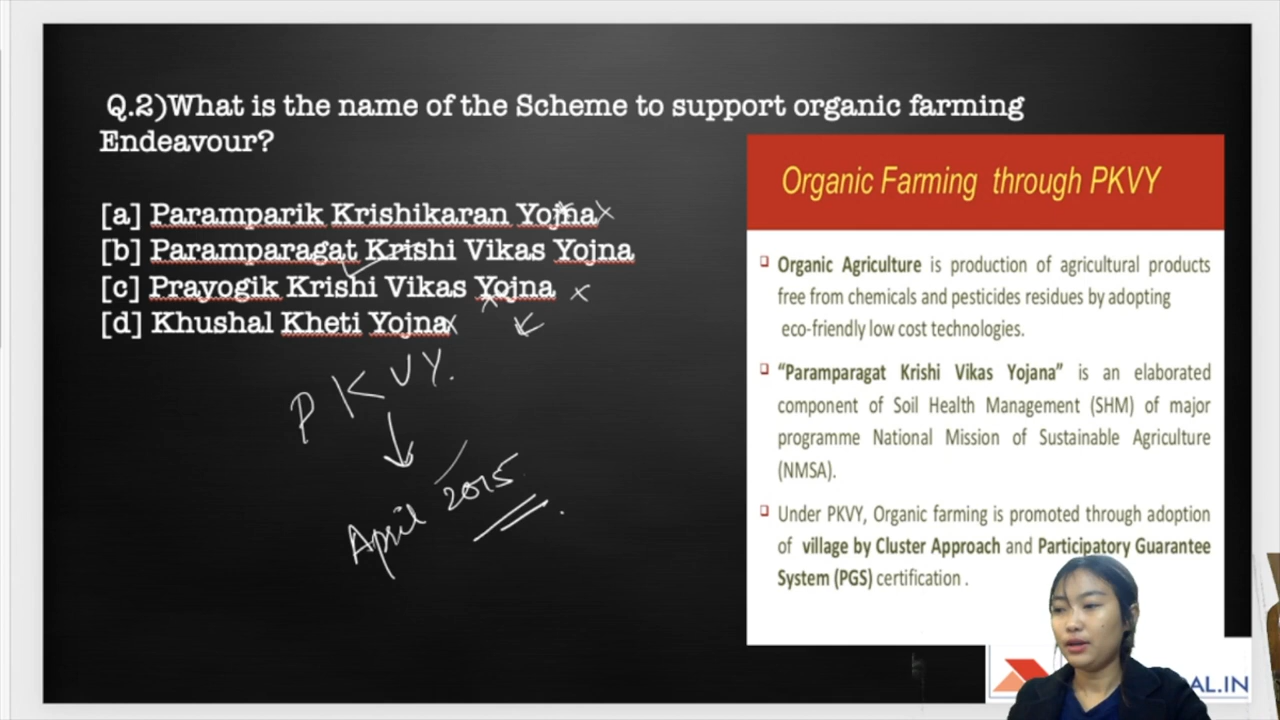 Q.2)What is the name of the Scheme to support organic farming
Endeavour?
[a] Paramparik Krishikaran Yojna
[b] Paramparagat Krishi Vikas Yojna
[c] Prayogik Krishi Vikas Yojna
[d] Khushal Kheti Yojna
PKVY.
April 2015
Organic Farming through PKVY
Organic Agriculture is production of agricultural products
free from chemicals and pesticides residues by adopting
eco-friendly low cost technologies.
“Paramparagat Krishi Vikas Yojana” is an elaborated
component of Soil Health Management (SHM) of major
programme National Mission of Sustainable Agriculture
(NMSA).
Under PKVY, Organic farming is promoted through adoption
of village by Cluster Approach and Participatory Guarantee
System (PGS) certification .
AL.IN